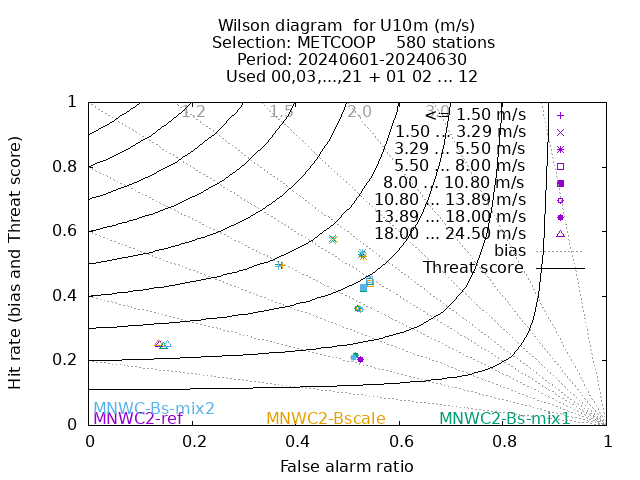 Wilson diagram  for U10m (m/s)
Selection: METCOOP    580 stations
Period: 20240601-20240630
Used 00,03,...,21 + 01 02 ... 12
1.2 1.5 2.0 3.0
<= 1.50 m/s
1.50 ... 3.29 m/s
3.29 ... 5.50 m/s
5.50 ... 8.00 m/s
8.00 ... 10.80 m/s
10.80 ... 13.89 m/s
13.89 ... 18.00 m/s
18.00 ... 24.50 m/s
bias
Threat score
1
0.8
0.6
0.4
0.2
0
Hit rate (bias and Threat score)
MNWC-Bs-mix2
MNWC2-ref MNWC2-Bscale MNWC2-Bs-mix1
0 0.2 0.4 0.6 0.8 1
False alarm ratio